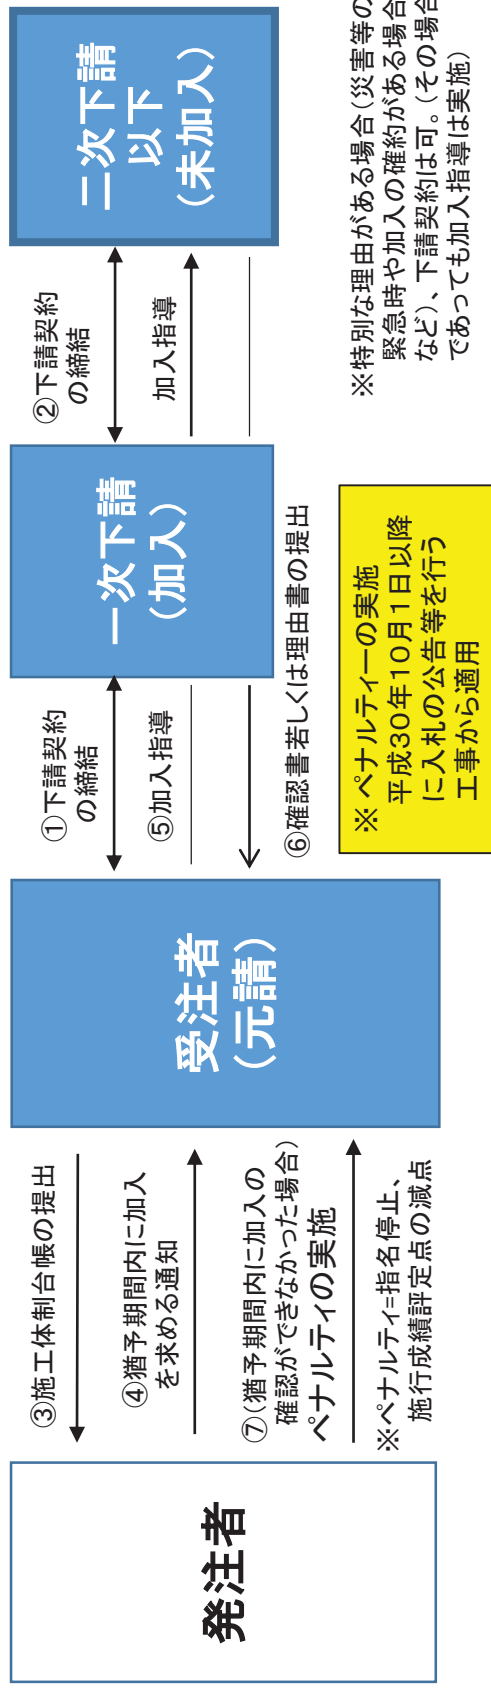 発注者
③施工体制台帳の提出
④猶予期間内に加入
を求める通知
⑦(猶予期間内に加入の
確認ができなかった場合)
ペナルティの実施
※ペナルティ=指名停止、
施行成績評定点の減点
受注者
(元請)
①下請契約
の締結
⑤加入指導
⑥確認書若しくは理由書の提出
※ ペナルティーの実施
平成30年10月1日以降
に入札の公告等を行う
工事から適用
一次下請
(加入)
②下請契約
の締結
加入指導
二次下請
以下
(未加入)
※特別な理由がある場合(災害等の
緊急時や加入の確約がある場合
など)、下請契約は可。(その場合
であっても加入指導は実施)